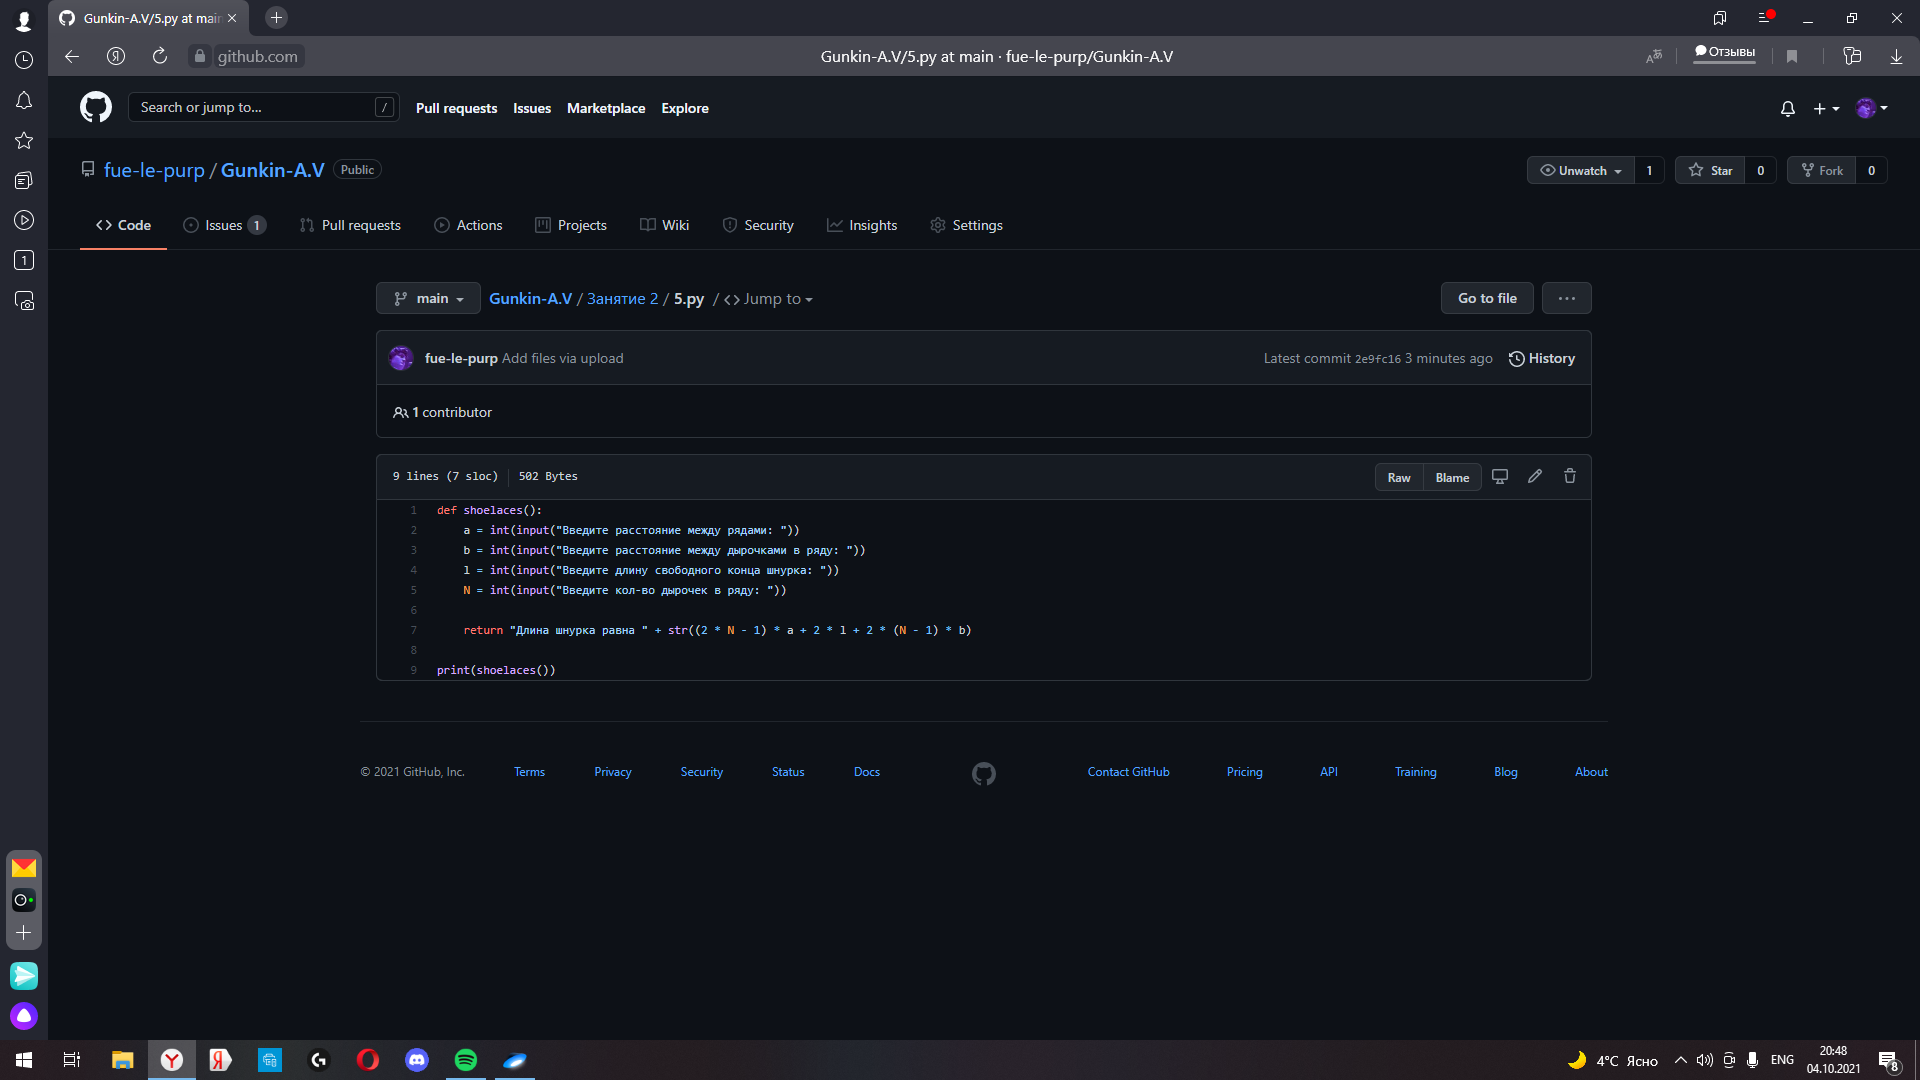 Gunkin-A.V/5.py at main
github.com
Gunkin-A.V/5.py at main · fue-le-purp/Gunkin-A.V
Отзывы
Search or jump to...
/
Pull requests
Issues
Marketplace
Explore
fue-le-purp / Gunkin-A.V
Public
Unwatch
1
Star
0
Fork
0
Code
Issues
1
Pull requests
Actions
Projects
Wiki
Security
Insights
Settings
1
main
Gunkin-A.V / Занятие 2 / 5.py / <> Jump to
Go to file
...
fue-le-purp Add files via upload
Latest commit 2e9fc16 3 minutes ago
History
1 contributor
9 lines (7 sloc)
502 Bytes
Raw
Blame
1 def shoelaces():
2 a = int(input("Введите расстояние между рядами: "))
3 b = int(input("Введите расстояние между дырочками в ряду: "))
4 l = int(input("Введите длину свободного конца шнурка: "))
5 N = int(input("Введите кол-во дырочек в ряду: "))
6
7 return "Длина шнурка равна " + str((2 * N - 1) * a + 2 * l + 2 * (N - 1) * b)
8
9 print(shoelaces())
© 2021 GitHub, Inc.
Terms
Privacy
Security
Status
Docs
Contact GitHub
Pricing
API
Training
Blog
About
4°C Ясно
ENG
20:48
04.10.2021
8